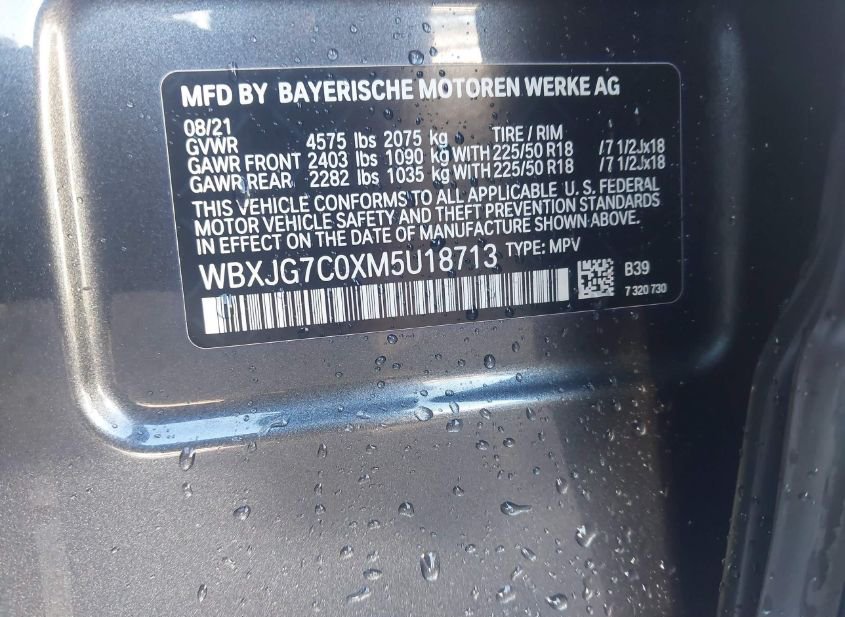 MFD BY BAYERISCHE MOTOREN WERKE AG
08/21
GVWR 4575 lbs 2075 kg TIRE / RIM
GAWR FRONT 2403 lbs 1090 kg WITH 225/50 R18 /7 1/2Jx18
GAWR REAR 2282 lbs 1035 kg WITH 225/50 R18 /7 1/2Jx18
THIS VEHICLE CONFORMS TO ALL APPLICABLE U. S. FEDERAL
MOTOR VEHICLE SAFETY AND THEFT PREVENTION STANDARDS
IN EFFECT ON THE DATE OF MANUFACTURE SHOWN ABOVE.
WBXJG7C0XM5U18713 TYPE: MPV
B39
7 320 730